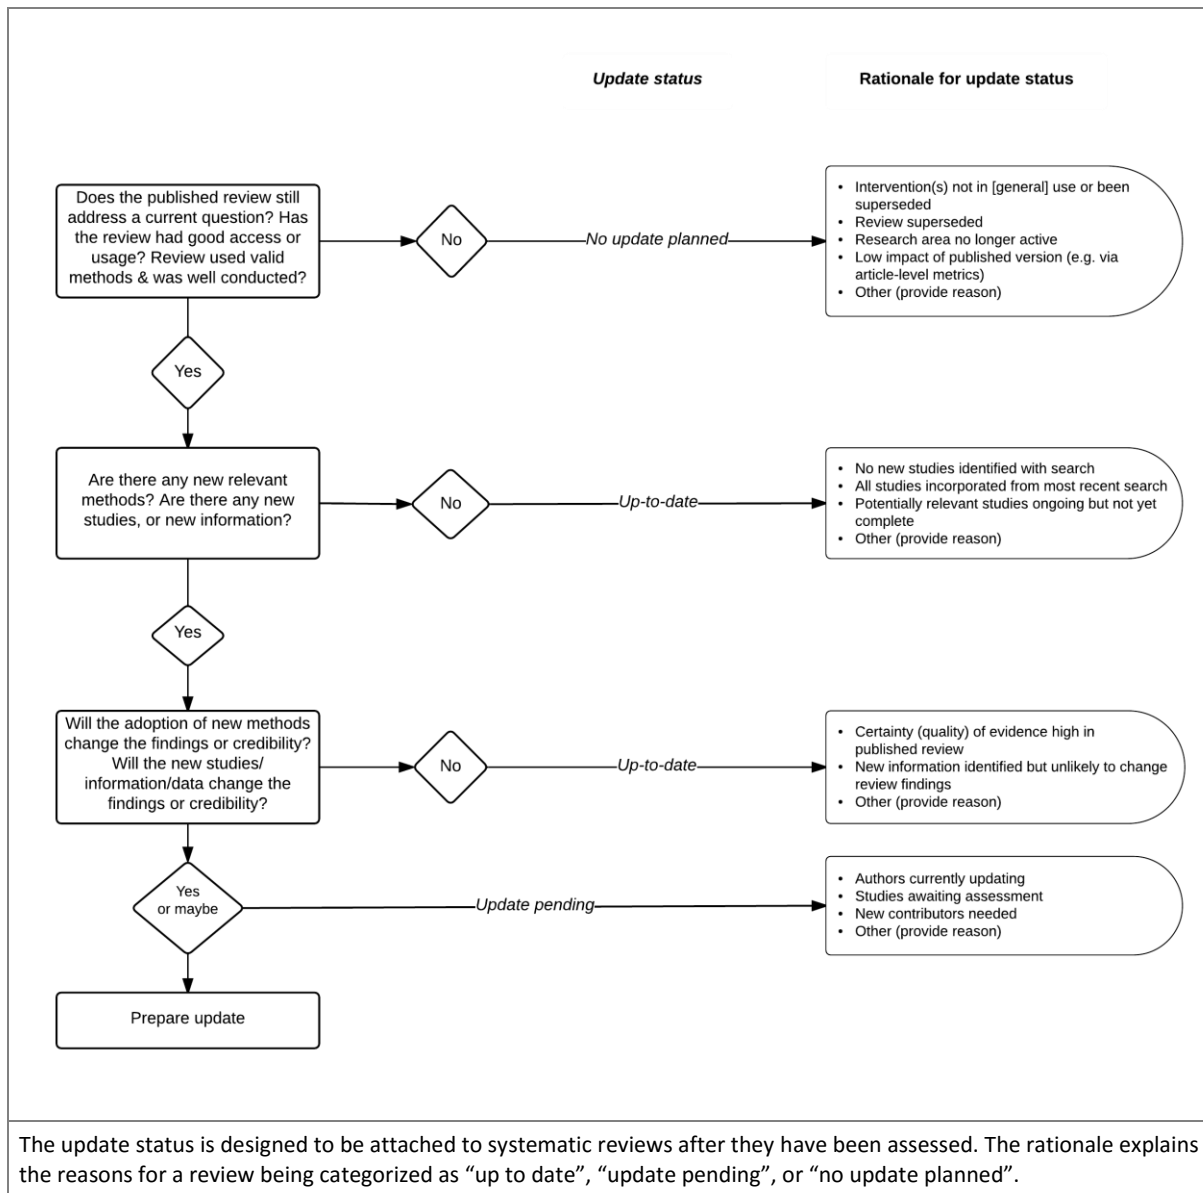 Update status
Rationale for update status
Does the published review still
address a current question? Has
the review had good access or
usage? Review used valid
methods & was well conducted?
No
No update planned
• Intervention(s) not in [general] use or been
superseded
• Review superseded
• Research area no longer active
• Low impact of published version (e.g. via
article-level metrics)
• Other (provide reason)
Yes
Are there any new relevant
methods? Are there any new
studies, or new information?
No
Up-to-date
• No new studies identified with search
• All studies incorporated from most recent search
• Potentially relevant studies ongoing but not yet
complete
• Other (provide reason)
Yes
Will the adoption of new methods
change the findings or credibility?
Will the new studies/
information/data change the
findings or credibility?
No
Up-to-date
• Certainty (quality) of evidence high in
published review
• New information identified but unlikely to change
review findings
• Other (provide reason)
Yes
or maybe
Update pending
• Authors currently updating
• Studies awaiting assessment
• New contributors needed
• Other (provide reason)
Prepare update
The update status is designed to be attached to systematic reviews after they have been assessed. The rationale explains
the reasons for a review being categorized as “up to date”, “update pending”, or “no update planned”.